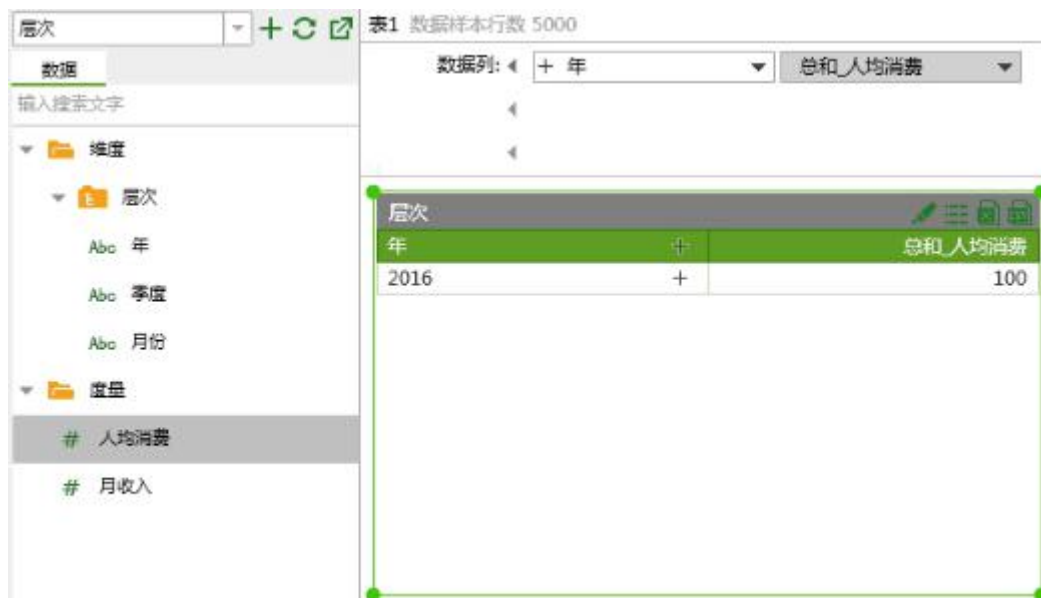 层次
数据
输入搜索文字
维度
层次
Abc 年
Abc 季度
Abc 月份
度量
# 人均消费
# 月收入
表1 数据样本行数 5000
数据列: + 年 总和_人均消费
层次
年 + 总和_人均消费
2016 + 100